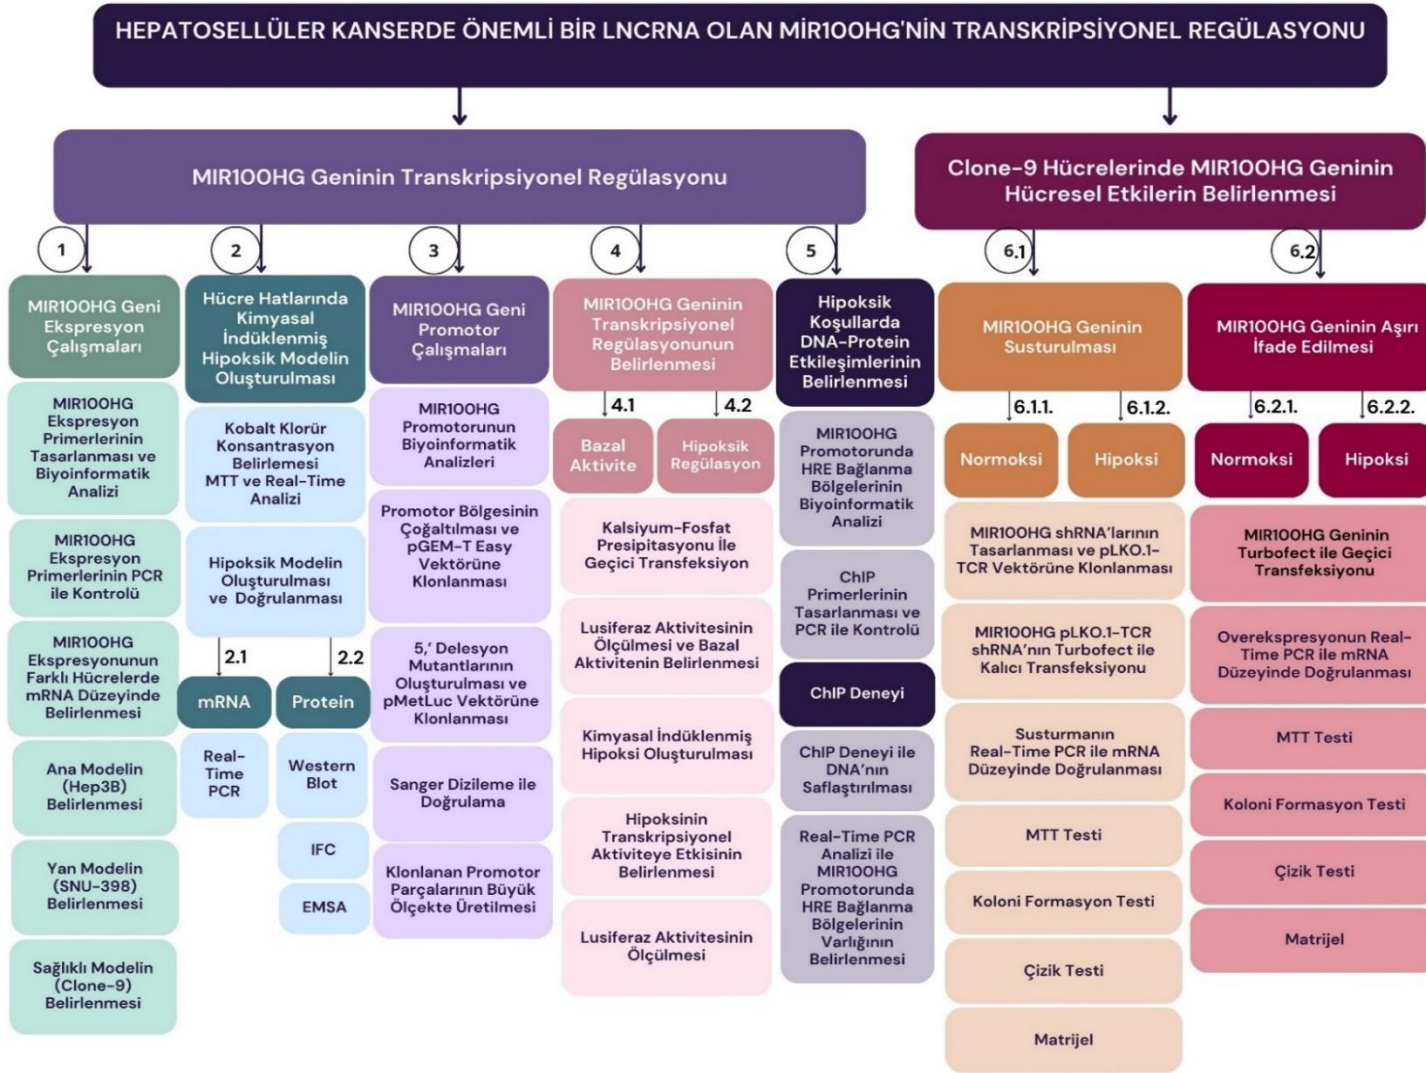 HEPATOSELLÜLER KANSERDE ÖNEMLİ BİR LNCRNA OLAN MİR100HG'NİN TRANSKRİPSİYONEL REGÜLASYONU
MIR100HG Geninin Transkripsiyonel Regülasyonu
Clone-9 Hücrelerinde MIR100HG Geninin
Hücresel Etkilerin Belirlenmesi
1
MIR100HG Geni
Ekspresyon
Çalışmaları
MIR100HG
Ekspresyon
Primerlerinin
Tasarlanması ve
Biyoinformatik
Analizi
MIR100HG
Ekspresyon
Primerlerinin PCR
ile Kontrolü
MIR100HG
Ekspresyonunun
Farklı Hücrelerde
mRNA Düzeyinde
Belirlenmesi
Ana Modelin
(Hep3B)
Belirlenmesi
Yan Modelin
(SNU-398)
Belirlenmesi
Sağlıklı Modelin
(Clone-9)
Belirlenmesi
2
Hücre Hatlarında
Kimyasal
İndüklenmiş
Hipoksik Modelin
Oluşturulması
Kobalt Klorür
Konsantrasyon
Belirlemesi
MTT ve Real-Time
Analizi
Hipoksik Modelin
Oluşturulması
ve Doğrulanması
2.1
2.2
mRNA
Protein
Real-
Time
PCR
Western
Blot
IFC
EMSA
3
MIR100HG Geni
Promotor
Çalışmaları
MIR100HG
Promotorunun
Biyoinformatik
Analizleri
Promotor Bölgesinin
Çoğaltılması ve
pGEM-T Easy
Vektörüne
Klonlanması
5,' Delesyon
Mutantlarının
Oluşturulması ve
pMetLuc Vektörüne
Klonlanması
Sanger Dizileme ile
Doğrulama
Klonlanan Promotor
Parçalarının Büyük
Ölçekte Üretilmesi
4
MIR100HG Geninin
Transkripsiyonel
Regülasyonunun
Belirlenmesi
4.1
4.2
Bazal
Aktivite
Hipoksik
Regülasyon
Kalsiyum-Fosfat
Presipitasyonu İle
Geçici Transfeksiyon
Lusiferaz Aktivitesinin
Ölçülmesi ve Bazal
Aktivitenin Belirlenmesi
Kimyasal İndüklenmiş
Hipoksi Oluşturulması
Hipoksinin
Transkripsiyonel
Aktiviteye Etkisinin
Belirlenmesi
Lusiferaz Aktivitesinin
Ölçülmesi
5
Hipoksik
Koşullarda
DNA-Protein
Etkileşimlerinin
Belirlenmesi
MIR100HG
Promotorunda
HRE Bağlanma
Bölgelerinin
Biyoinformatik
Analizi
ChIP
Primerlerinin
Tasarlanması ve
PCR ile Kontrolü
ChIP Deneyi
ChIP Deneyi ile
DNA'nın
Saflaştırılması
Real-Time PCR
Analizi ile
MIR100HG
Promotorunda
HRE Bağlanma
Bölgelerinin
Varlığının
Belirlenmesi
6.1
MIR100HG Geninin
Susturulması
6.1.1.
6.1.2.
Normoksi
Hipoksi
MIR100HG shRNA'larının
Tasarlanması ve pLKO.1-
TCR Vektörüne Klonlanması
MIR100HG pLKO.1-TCR
shRNA'nın Turbofect ile
Kalıcı Transfeksiyonu
Susturmanın
Real-Time PCR ile mRNA
Düzeyinde Doğrulanması
MTT Testi
Koloni Formasyon Testi
Çizik Testi
Matrijel
6.2
MIR100HG Geninin Aşırı
İfade Edilmesi
6.2.1.
6.2.2.
Normoksi
Hipoksi
MIR100HG Geninin
Turbofect ile Geçici
Transfeksiyonu
Overekspresyonun Real-
Time PCR ile mRNA
Düzeyinde Doğrulanması
MTT Testi
Koloni Formasyon Testi
Çizik Testi
Matrijel